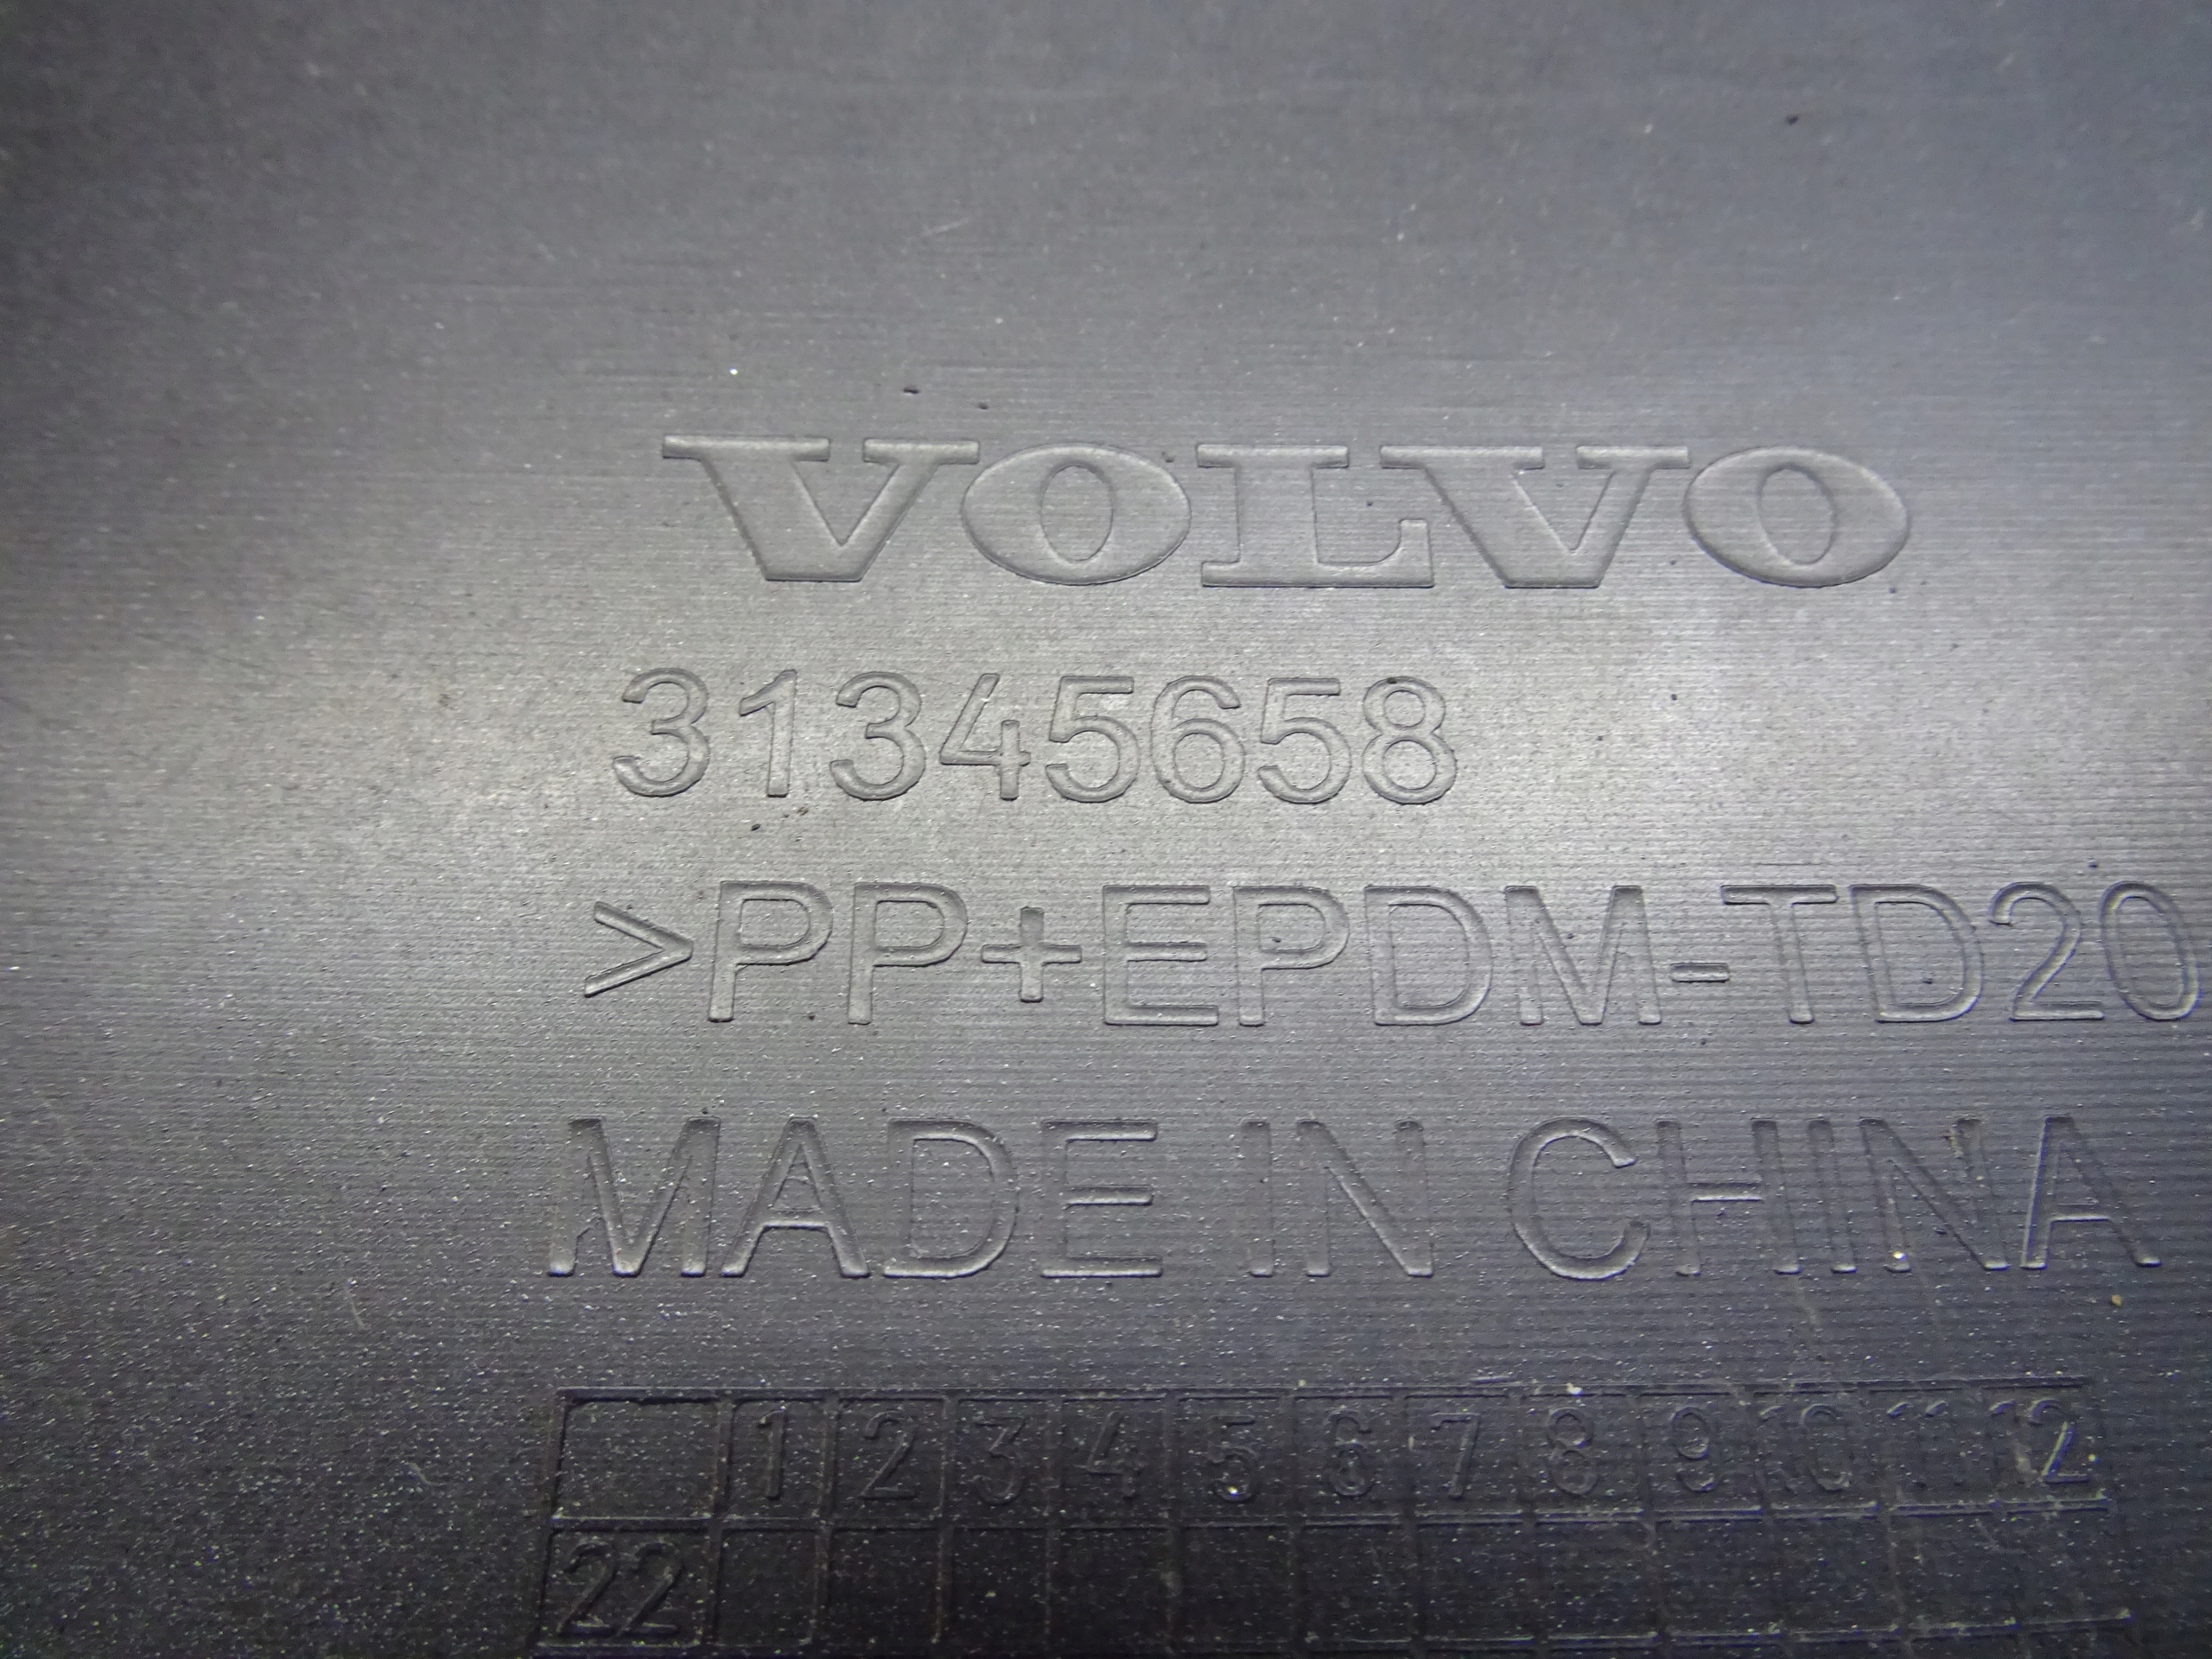 VOLVO
31345658
>PP+EPDM-TD20
MADE IN CHINA
1 2 3 4 5 6 7 8 9 10 11 12
22